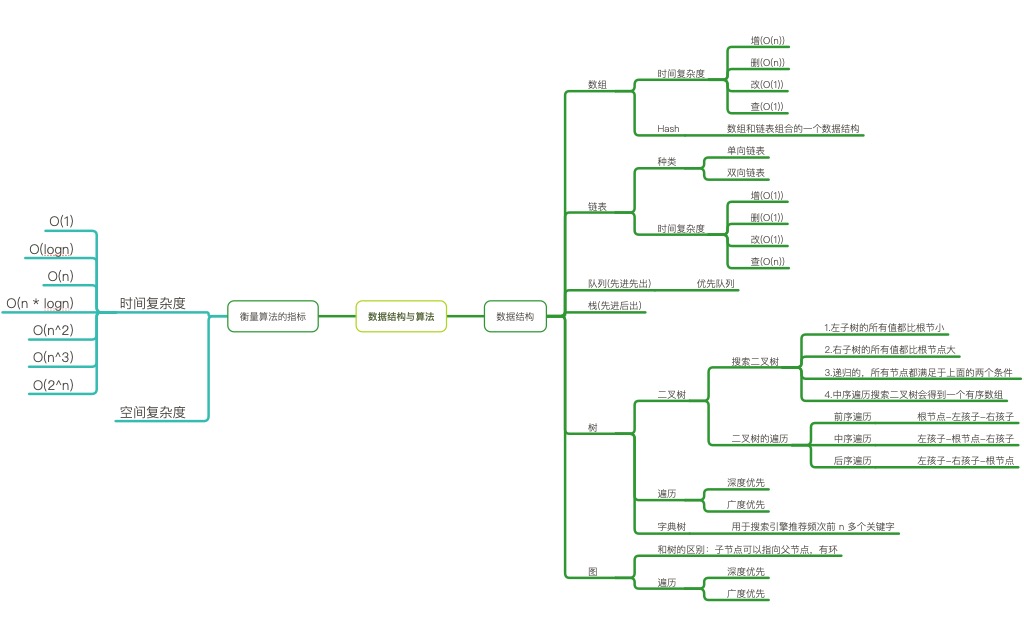 数据结构与算法
衡量算法的指标
时间复杂度
O(1)
O(logn)
O(n)
O(n * logn)
O(n^2)
O(n^3)
O(2^n)
空间复杂度
数据结构
数组
时间复杂度
增(O(n))
删(O(n))
改(O(1))
查(O(1))
Hash
数组和链表组合的一个数据结构
链表
种类
单向链表
双向链表
时间复杂度
增(O(1))
删(O(1))
改(O(1))
查(O(n))
队列(先进先出)
优先队列
栈(先进后出)
树
二叉树
搜索二叉树
1.左子树的所有值都比根节小
2.右子树的所有值都比根节点大
3.递归的，所有节点都满足于上面的两个条件
4.中序遍历搜索二叉树会得到一个有序数组
二叉树的遍历
前序遍历
根节点-左孩子-右孩子
中序遍历
左孩子-根节点-右孩子
后序遍历
左孩子-右孩子-根节点
遍历
深度优先
广度优先
字典树
用于搜索引擎推荐频次前 n 多个关键字
图
和树的区别：子节点可以指向父节点，有环
遍历
深度优先
广度优先